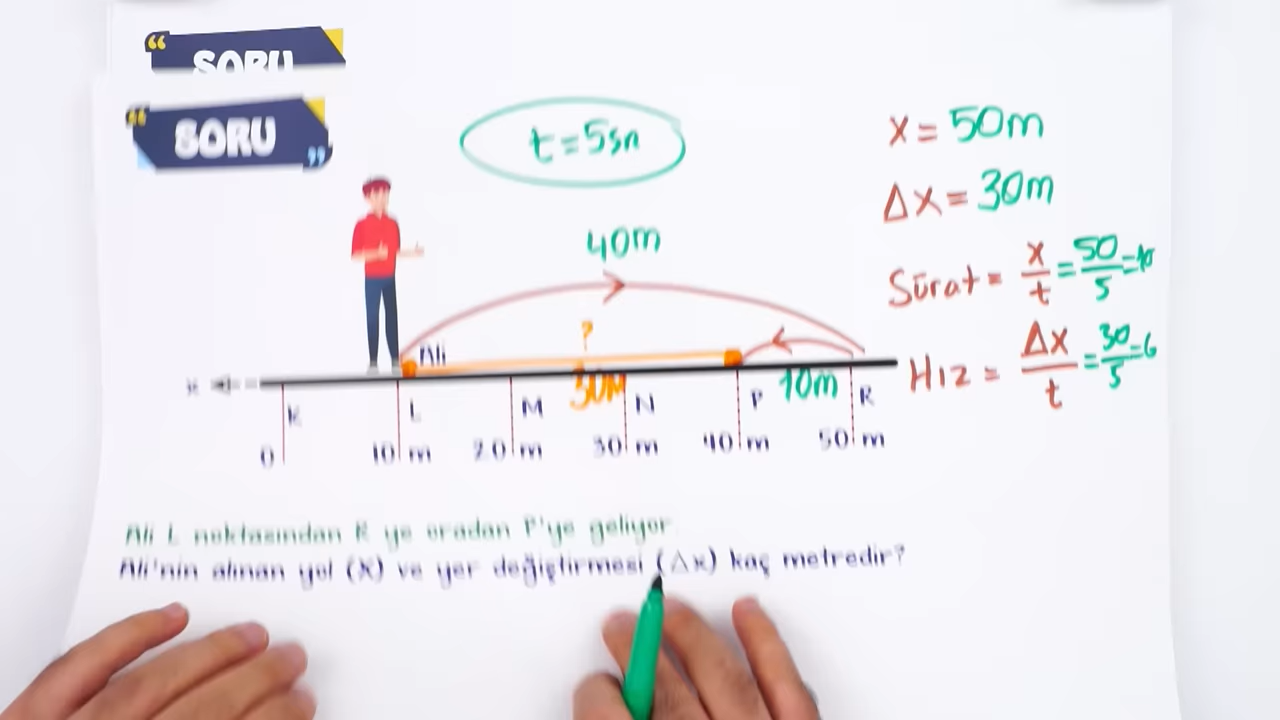 SORU
SORU
t=5sn
x = 50m
Δx = 30m
40m
Sürat = x/t = 50/5 = 10
Ali
?
Hız = Δx/t = 30/5 = 6
30M
10m
K L M N P R
0 10 m 20 m 30 m 40 m 50 m
Ali L noktasından R ye oradan P'ye geliyor.
Ali'nin alınan yol (X) ve yer değiştirmesi (Δx) kaç metredir?